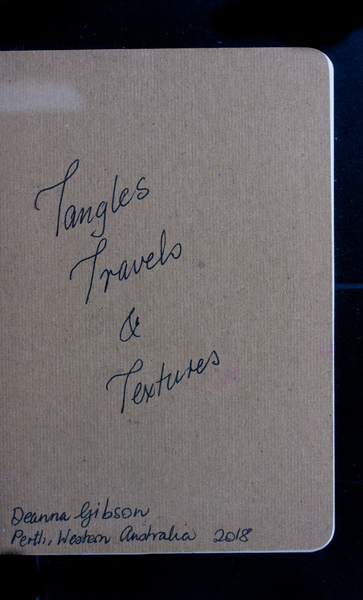 Tangles
Travels
&
Textures
Deanna Gibson
Perth, Western Australia 2018